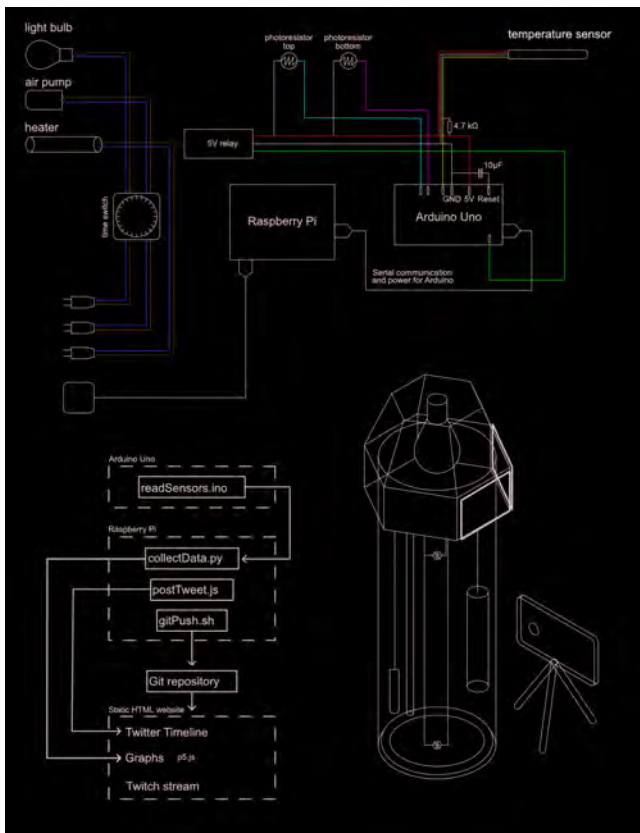 light bulb
air pump
heater
time switch
photoresistor
top
photoresistor
bottom
temperature sensor
5V relay
4.7 kΩ
10µF
GND 5V Reset
Arduino Uno
Raspberry Pi
Serial communication
and power for Arduino
Arduino Uno
readSensors.ino
Raspberry Pi
collectData.py
postTweet.js
gitPush.sh
Git repository
Static HTML website
Twitter Timeline
Graphs p5.js
Twitch stream